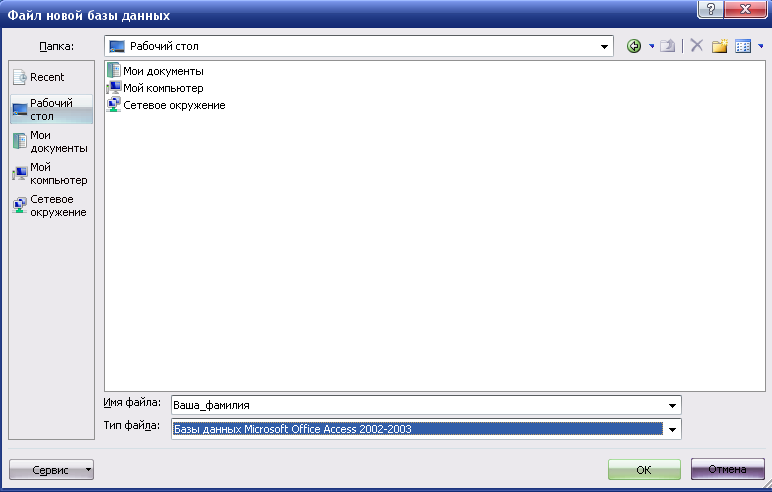 Файл новой базы данных
?
Папка:
Рабочий стол
Recent
Рабочий
стол
Мои
документы
Мой
компьютер
Сетевое
окружение
Мои документы
Мой компьютер
Сетевое окружение
Имя файла:
Ваша_фамилия
Тип файла:
Базы данных Microsoft Office Access 2002-2003
Сервис
OK
Отмена